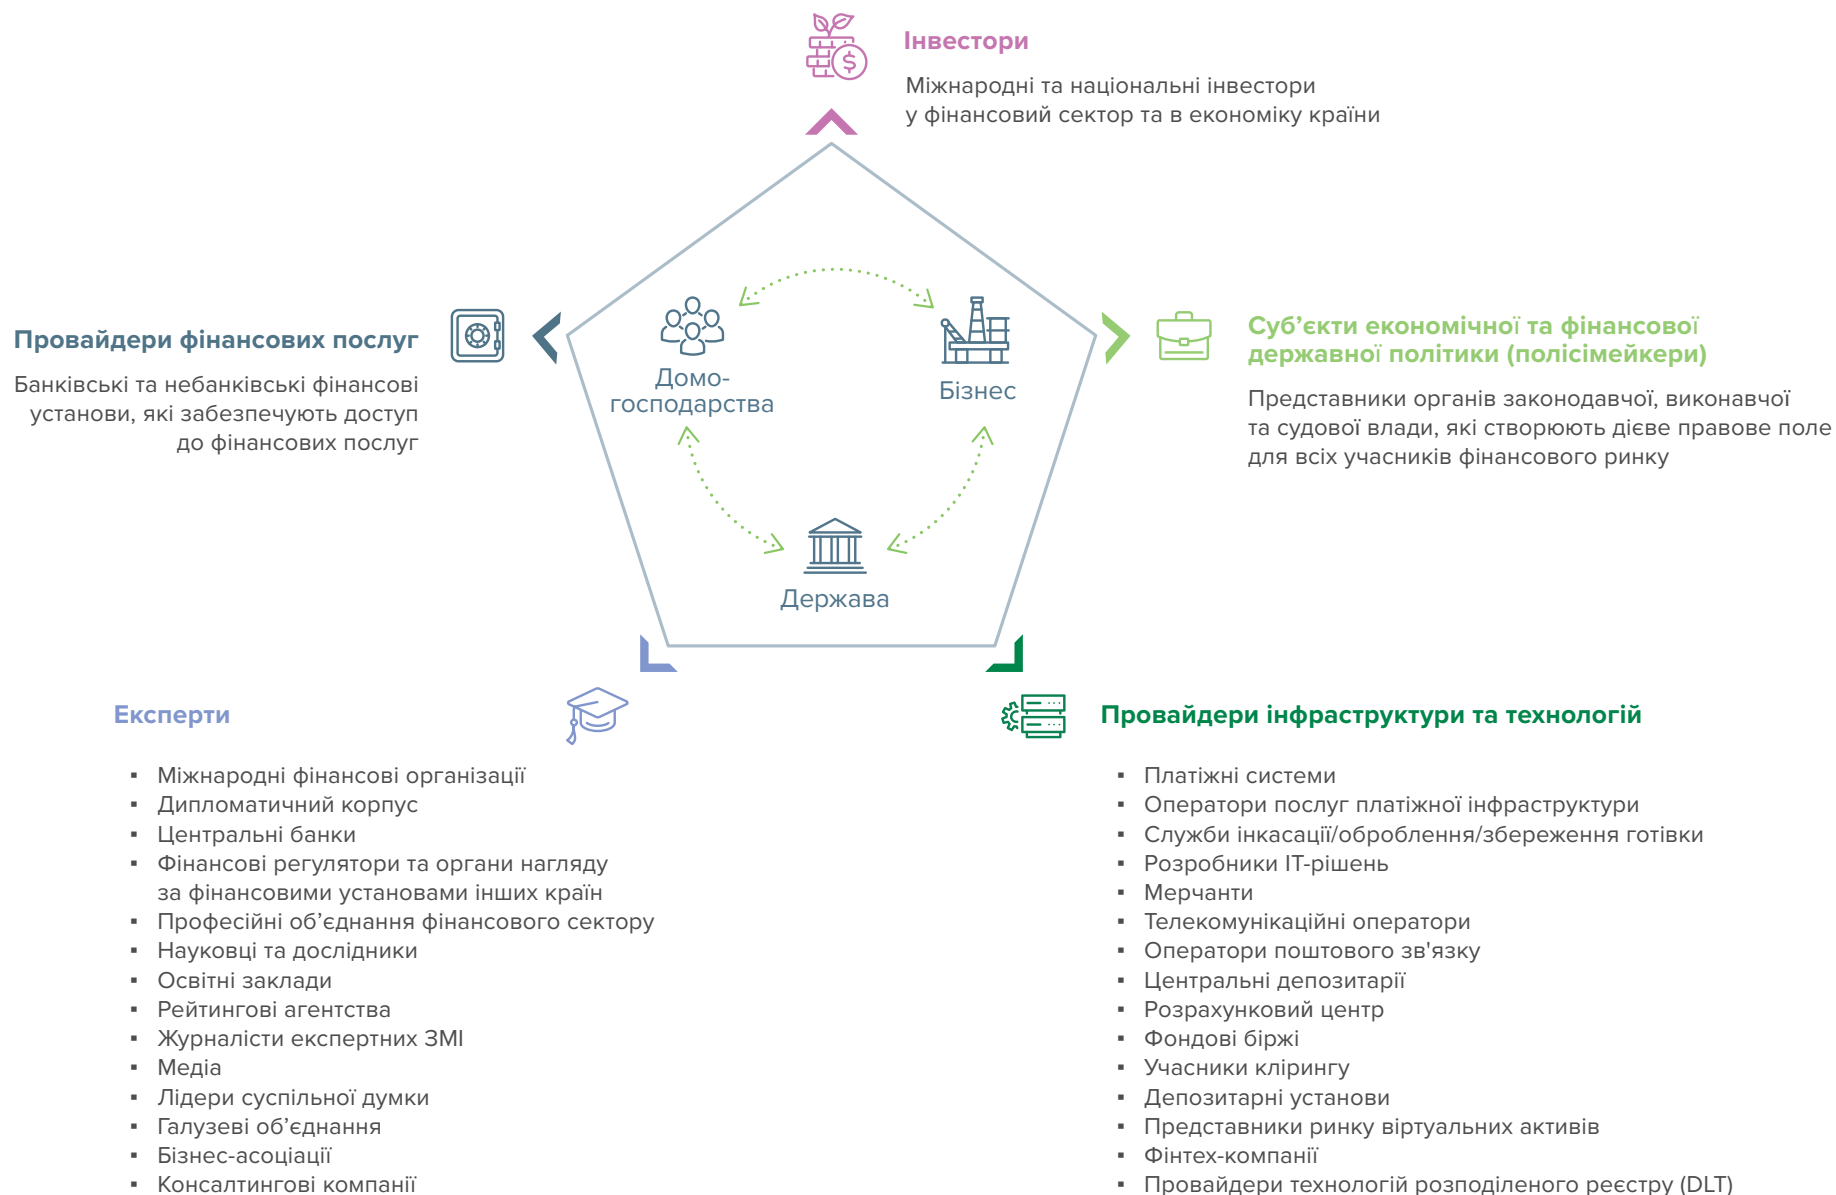 Інвестори
Міжнародні та національні інвестори
у фінансовий сектор та в економіку країни
Провайдери фінансових послуг
Банківські та небанківські фінансові
установи, які забезпечують доступ
до фінансових послуг
Домо-
господарства
Бізнес
Держава
Суб’єкти економічної та фінансової
державної політики (полісімейкери)
Представники органів законодавчої, виконавчої
та судової влади, які створюють дієве правове поле
для всіх учасників фінансового ринку
Експерти
▪ Міжнародні фінансові організації
▪ Дипломатичний корпус
▪ Центральні банки
▪ Фінансові регулятори та органи нагляду
за фінансовими установами інших країн
▪ Професійні об’єднання фінансового сектору
▪ Науковці та дослідники
▪ Освітні заклади
▪ Рейтингові агентства
▪ Журналісти експертних ЗМІ
▪ Медіа
▪ Лідери суспільної думки
▪ Галузеві об’єднання
▪ Бізнес-асоціації
▪ Консалтингові компанії
Провайдери інфраструктури та технологій
▪ Платіжні системи
▪ Оператори послуг платіжної інфраструктури
▪ Служби інкасації/оброблення/збереження готівки
▪ Розробники ІТ-рішень
▪ Мерчанти
▪ Телекомунікаційні оператори
▪ Оператори поштового зв'язку
▪ Центральні депозитарії
▪ Розрахунковий центр
▪ Фондові біржі
▪ Учасники клірингу
▪ Депозитарні установи
▪ Представники ринку віртуальних активів
▪ Фінтех-компанії
▪ Провайдери технологій розподіленого реєстру (DLT)